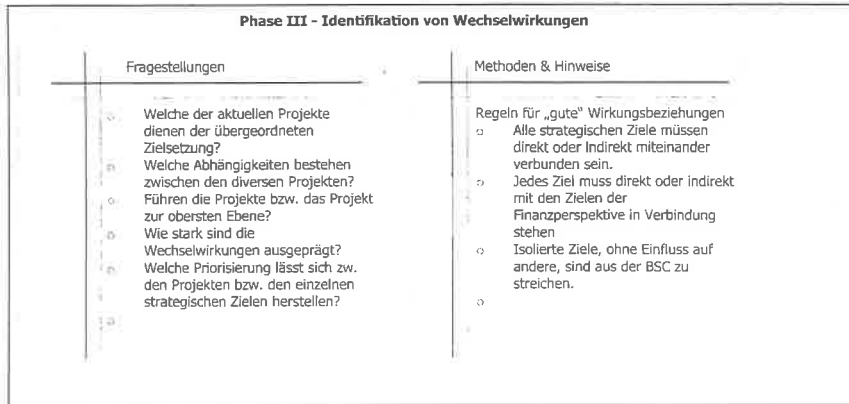 Phase III - Identifikation von Wechselwirkungen
Fragestellungen
Welche der aktuellen Projekte
dienen der übergeordneten
Zielsetzung?
Welche Abhängigkeiten bestehen
zwischen den diversen Projekten?
Führen die Projekte bzw. das Projekt
zur obersten Ebene?
Wie stark sind die
Wechselwirkungen ausgeprägt?
Welche Priorisierung lässt sich zw.
den Projekten bzw. den einzelnen
strategischen Zielen herstellen?
Methoden & Hinweise
Regeln für „gute" Wirkungsbeziehungen
Alle strategischen Ziele müssen
direkt oder Indirekt miteinander
verbunden sein.
Jedes Ziel muss direkt oder indirekt
mit den Zielen der
Finanzperspektive in Verbindung
stehen
Isolierte Ziele, ohne Einfluss auf
andere, sind aus der BSC zu
streichen.